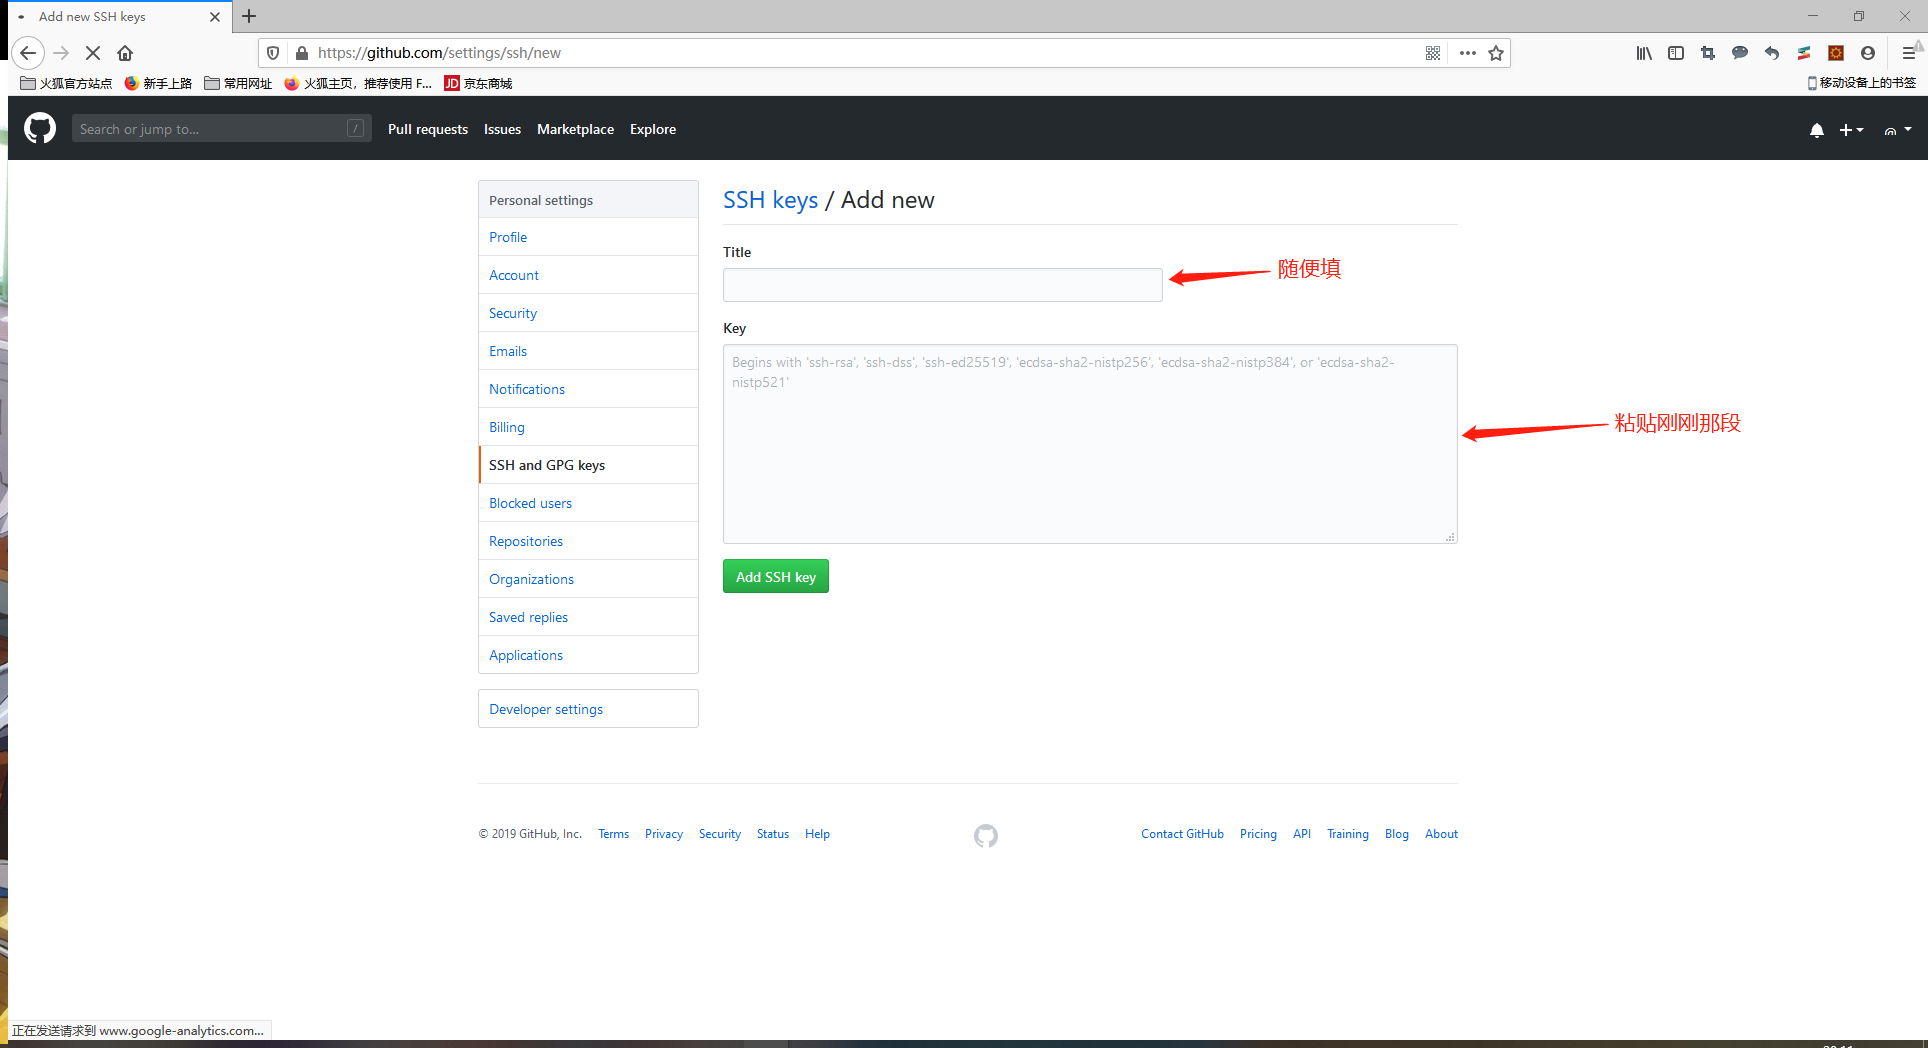 Add new SSH keys
https://github.com/settings/ssh/new
火狐官方站点 新手上路 常用网址 火狐主页，推荐使用 F... JD 京东商城 移动设备上的书签
Search or jump to... / Pull requests Issues Marketplace Explore
Personal settings
Profile
Account
Security
Emails
Notifications
Billing
SSH and GPG keys
Blocked users
Repositories
Organizations
Saved replies
Applications
Developer settings
SSH keys / Add new
Title
随便填
Key
Begins with 'ssh-rsa', 'ssh-dss', 'ssh-ed25519', 'ecdsa-sha2-nistp256', 'ecdsa-sha2-nistp384', or 'ecdsa-sha2-
nistp521'
粘贴刚刚那段
Add SSH key
© 2019 GitHub, Inc. Terms Privacy Security Status Help Contact GitHub Pricing API Training Blog About
正在发送请求到 www.google-analytics.com...